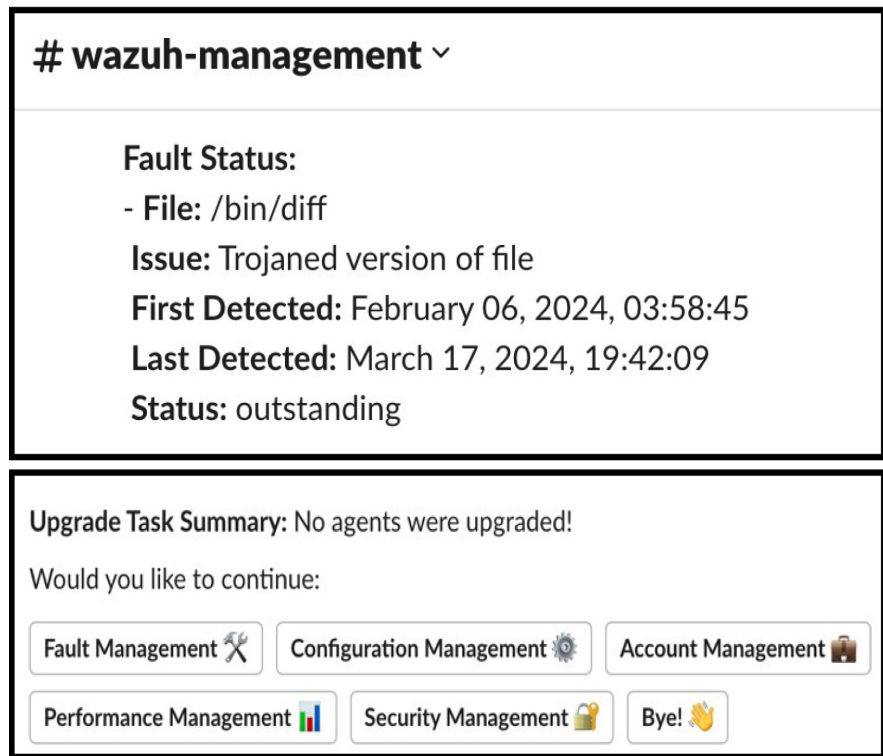 # wazuh-management
Fault Status:
- File: /bin/diff
Issue: Trojaned version of file
First Detected: February 06, 2024, 03:58:45
Last Detected: March 17, 2024, 19:42:09
Status: outstanding
Upgrade Task Summary: No agents were upgraded!
Would you like to continue:
Fault Management 🛠 Configuration Management ⚙ Account Management 💼
Performance Management 📊 Security Management 🔐 Bye! 👋